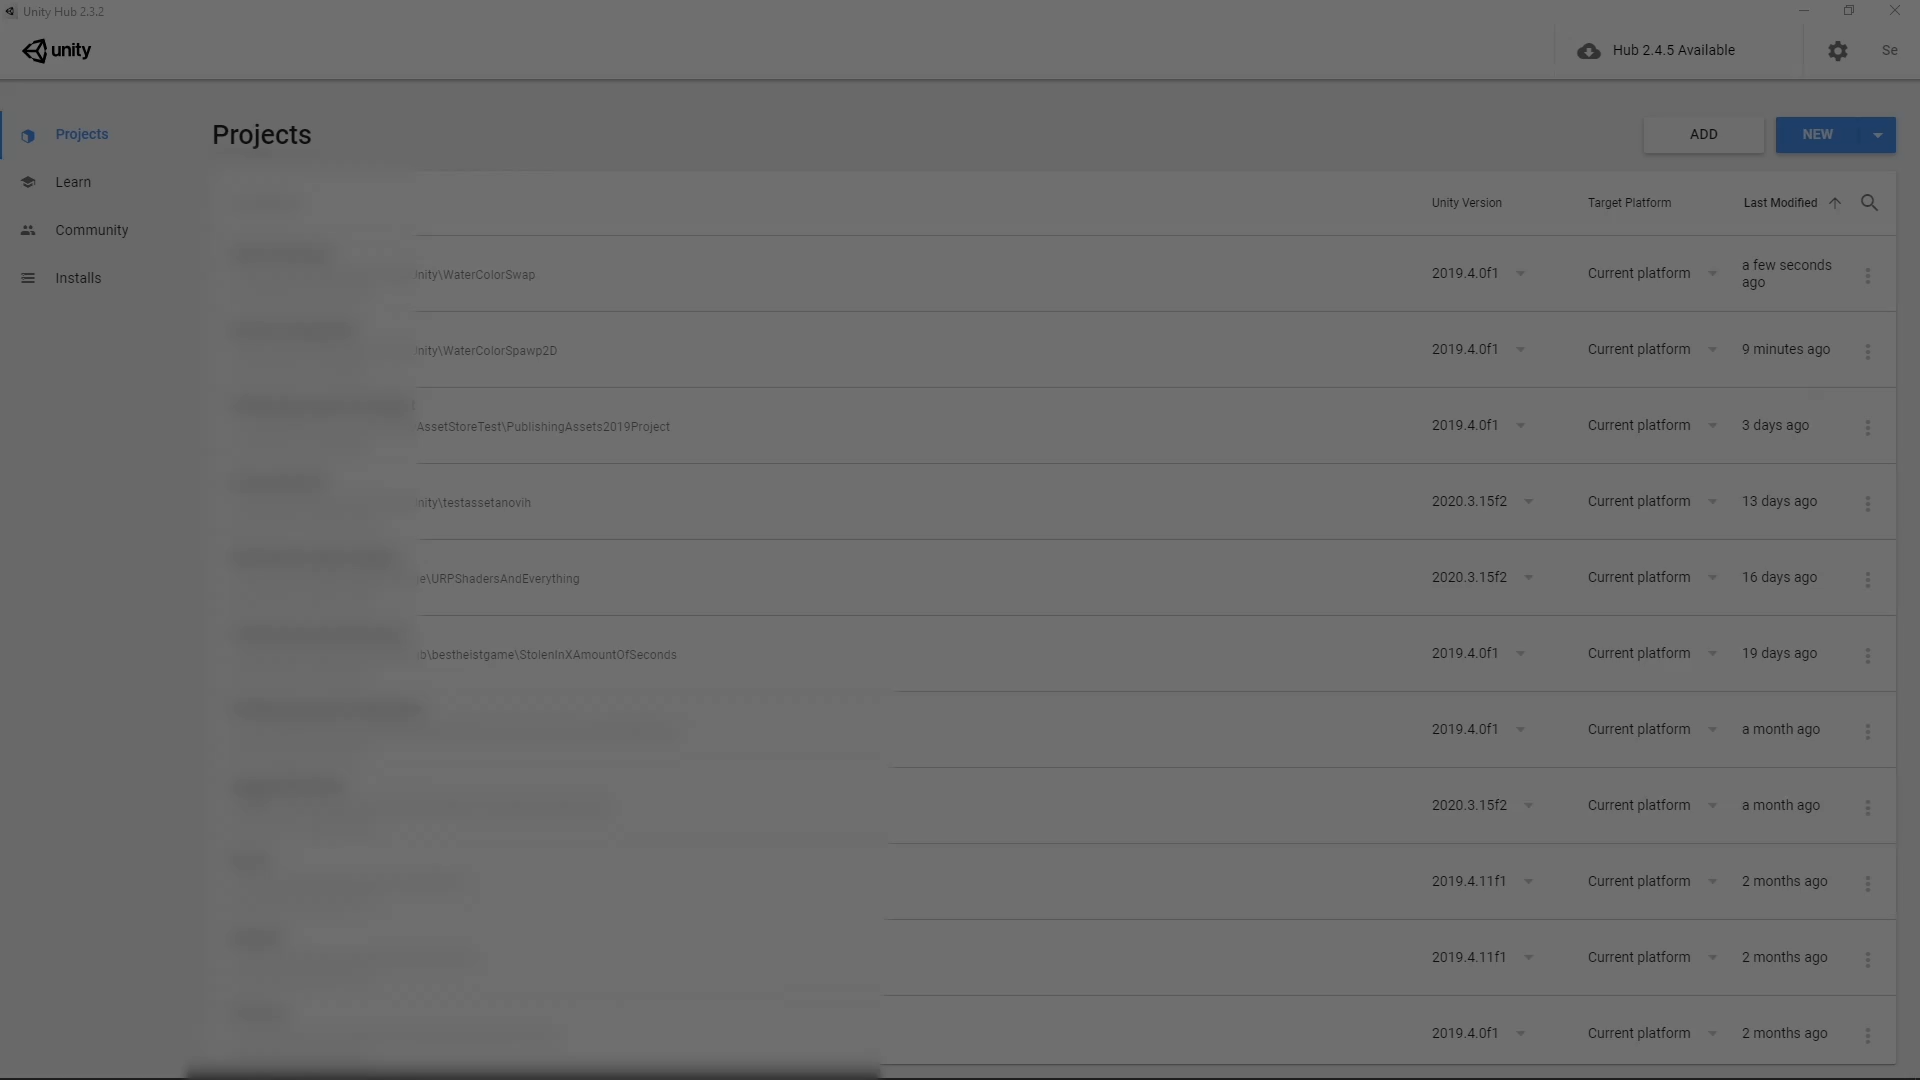 Unity Hub 2.3.2
unity
Hub 2.4.5 Available
Se
Projects
Learn
Community
Installs
Projects
ADD
NEW
Unity Version Target Platform Last Modified
nity\WaterColorSwap 2019.4.0f1 Current platform a few seconds ago
nity\WaterColorSpawp2D 2019.4.0f1 Current platform 9 minutes ago
AssetStoreTest\PublishingAssets2019Project 2019.4.0f1 Current platform 3 days ago
nity\testassetanovih 2020.3.15f2 Current platform 13 days ago
e\URPShadersAndEverything 2020.3.15f2 Current platform 16 days ago
b\bestheistgame\StolenInXAmountOfSeconds 2019.4.0f1 Current platform 19 days ago
2019.4.0f1 Current platform a month ago
2020.3.15f2 Current platform a month ago
2019.4.11f1 Current platform 2 months ago
2019.4.11f1 Current platform 2 months ago
2019.4.0f1 Current platform 2 months ago